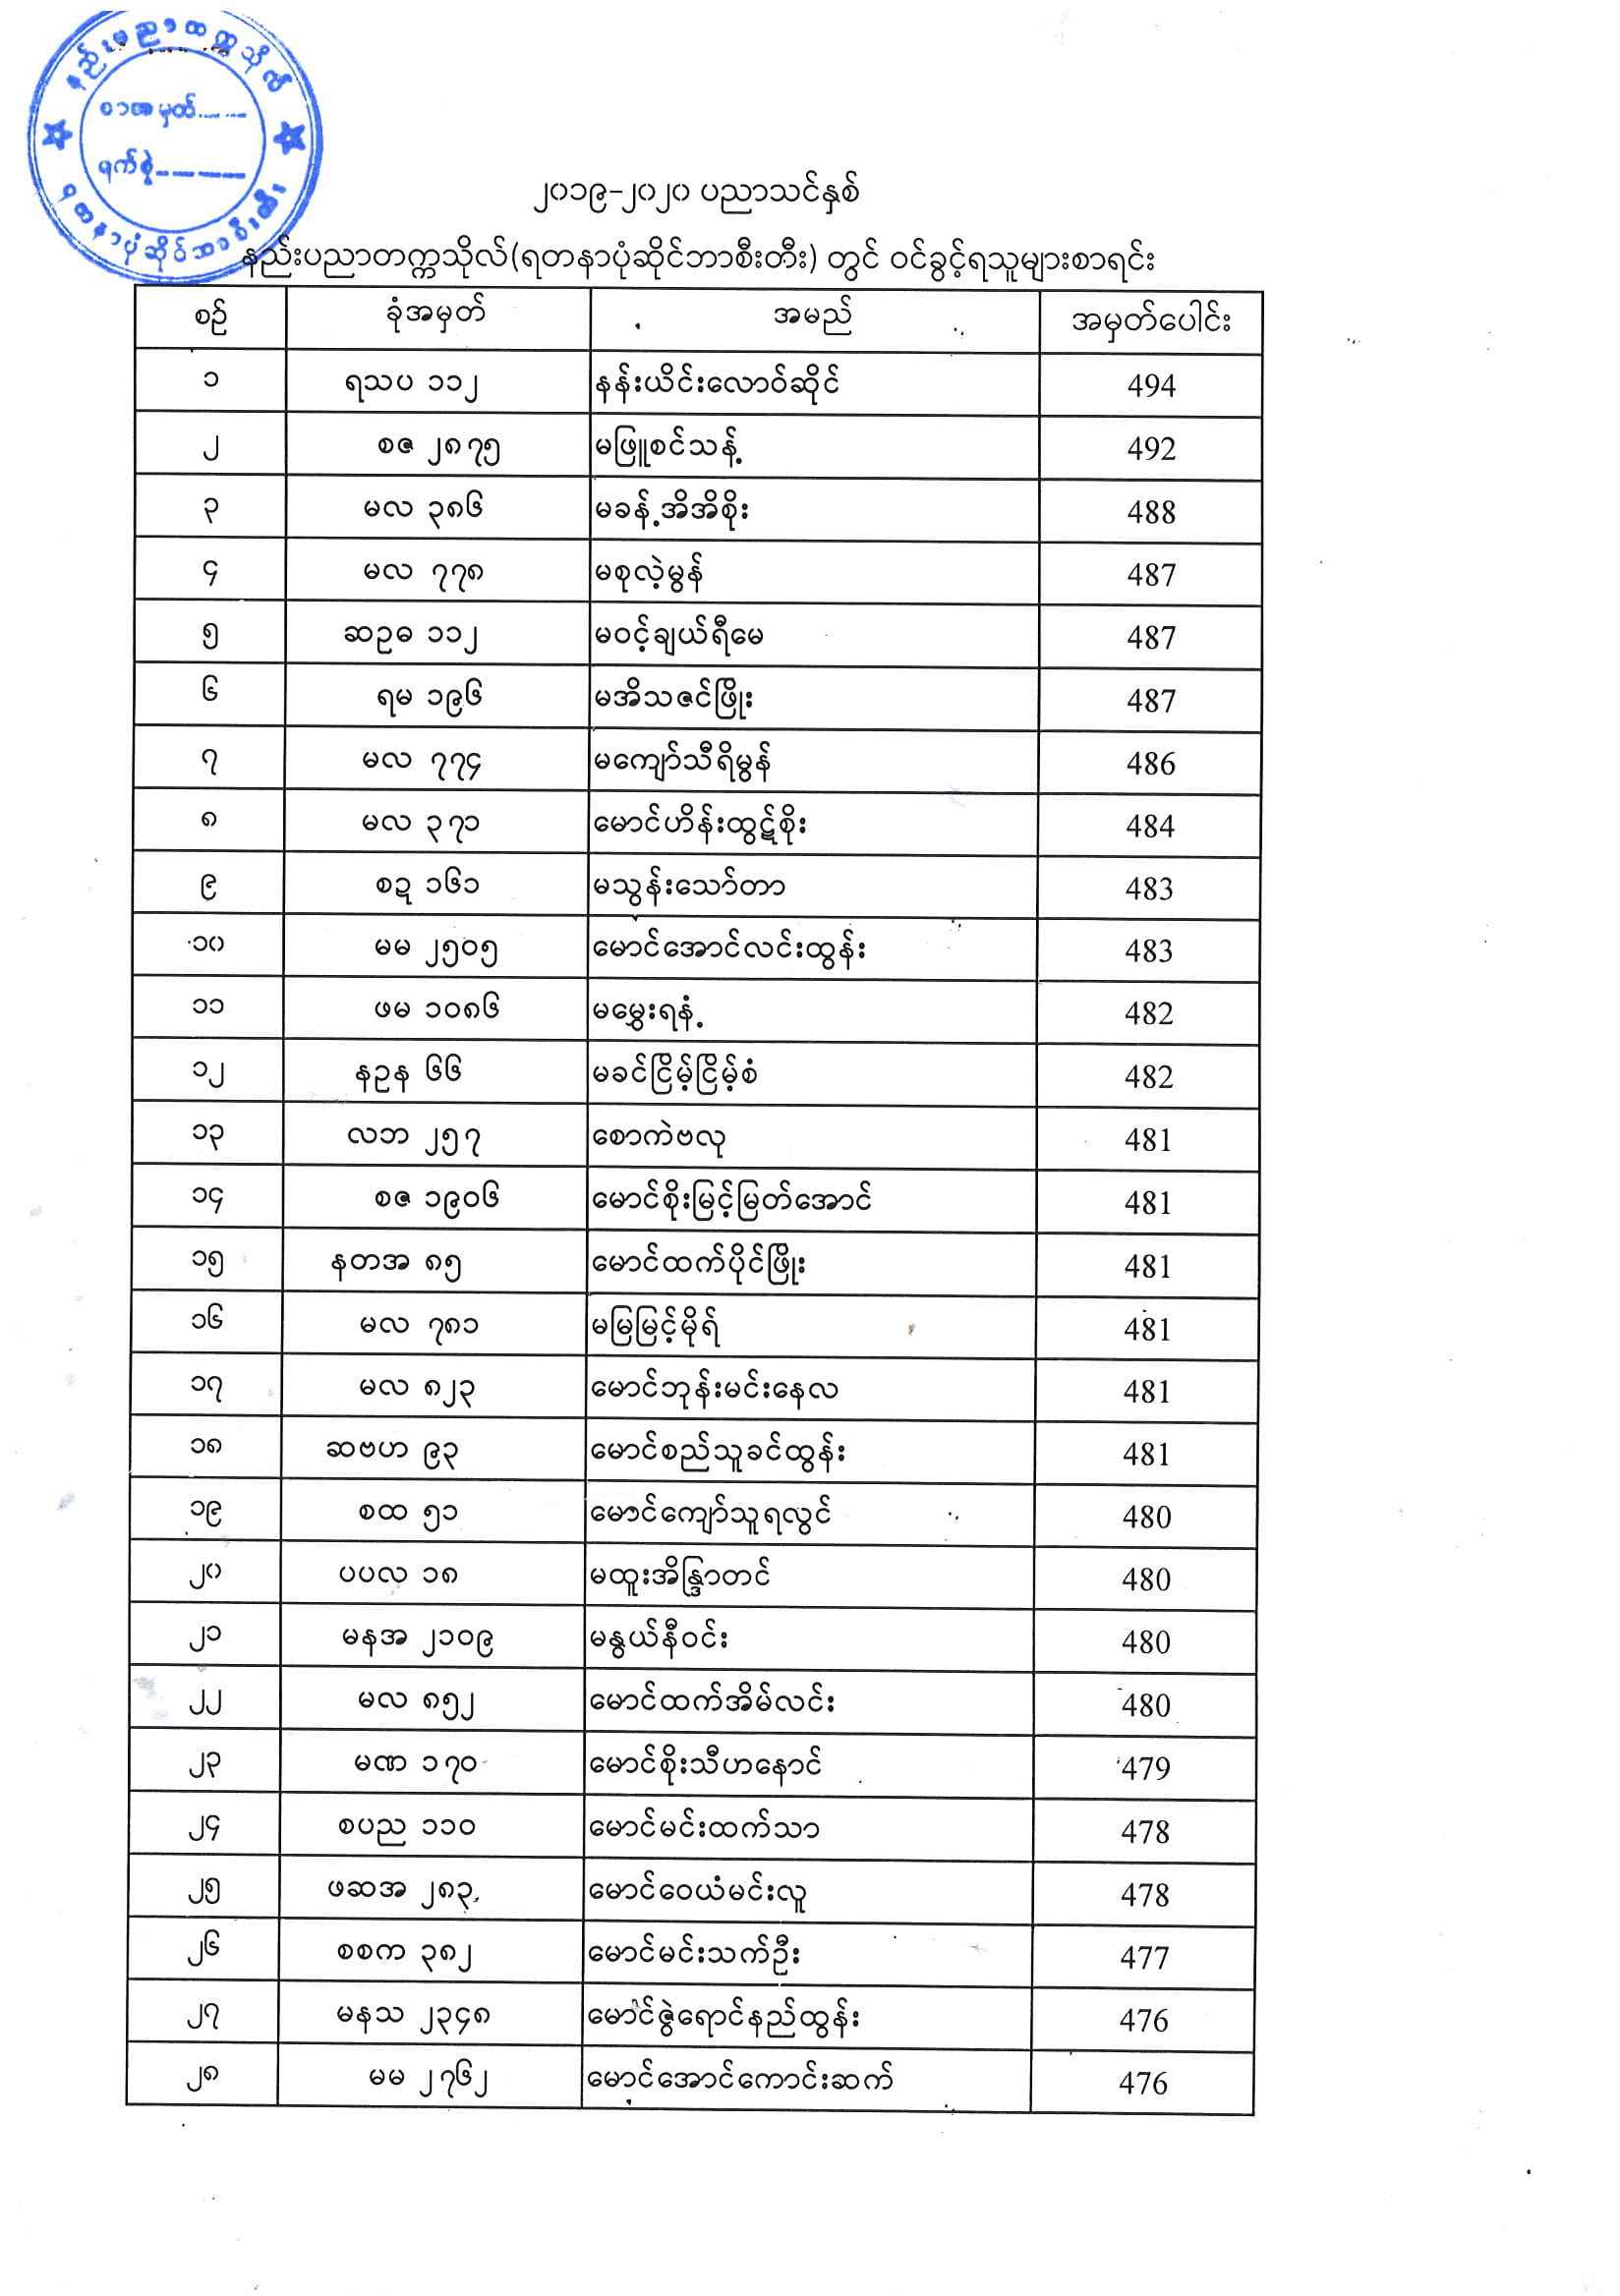 နည်းပညာတက္ကသိုလ်
စာအမှတ်
ရက်စွဲ
ရတနာပုံဆိုင်ဘာစီးတီး
၂၀၁၉-၂၀၂၀ ပညာသင်နှစ်
နည်းပညာတက္ကသိုလ်(ရတနာပုံဆိုင်ဘာစီးတီး) တွင် ဝင်ခွင့်ရသူများစာရင်း
စဉ် ခုံအမှတ် အမည် အမှတ်ပေါင်း
၁ ရသပ ၁၁၂ နန်းယိင်းလောဝ်ဆိုင် 494
၂ စဇ ၂၈၇၅ မဖြူစင်သန့် 492
၃ မလ ၃၈၆ မခန့်အိအိစိုး 488
၄ မလ ၇၇၈ မစုလဲ့မွန် 487
၅ ဆဥဓ ၁၁၂ မဝင့်ချယ်ရီမေ 487
၆ ရမ ၁၉၆ မအိသဇင်ဖြိုး 487
၇ မလ ၇၇၄ မကျော်သီရိမွန် 486
၈ မလ ၃၇၁ မောင်ဟိန်းထွဋ်စိုး 484
၉ စဍ ၁၆၁ မသွန်းသော်တာ 483
၁၀ မမ ၂၅၀၅ မောင်အောင်လင်းထွန်း 483
၁၁ ဖမ ၁၀၈၆ မမွှေးရနံ့ 482
၁၂ နဥန ၆၆ မခင်ငြိမ့်ငြိမ့်စံ 482
၁၃ လဘ ၂၅၇ စောကဲဗလု 481
၁၄ စဇ ၁၉၀၆ မောင်စိုးမြင့်မြတ်အောင် 481
၁၅ နတအ ၈၅ မောင်ထက်ပိုင်ဖြိုး 481
၁၆ မလ ၇၈၁ မမြမြင့်မိုရ် 481
၁၇ မလ ၈၂၃ မောင်ဘုန်းမင်းနေလ 481
၁၈ ဆဗဟ ၉၃ မောင်စည်သူခင်ထွန်း 481
၁၉ စထ ၅၁ မောင်ကျော်သူရလွင် 480
၂၀ ပပလ ၁၈ မထူးအိန္ဒြာတင် 480
၂၁ မနအ ၂၁၀၉ မနွယ်နီဝင်း 480
၂၂ မလ ၈၅၂ မောင်ထက်အိမ်လင်း 480
၂၃ မဏ ၁၇၀ မောင်စိုးသီဟနောင် 479
၂၄ စပည ၁၁၀ မောင်မင်းထက်သာ 478
၂၅ ဖဆအ ၂၈၃ မောင်ဝေယံမင်းလူ 478
၂၆ စစက ၃၈၂ မောင်မင်းသက်ဦး 477
၂၇ မနသ ၂၃၄၈ မောင်ဇွဲရောင်နည်ထွန်း 476
၂၈ မမ ၂၇၆၂ မောင်အောင်ကောင်းဆက် 476